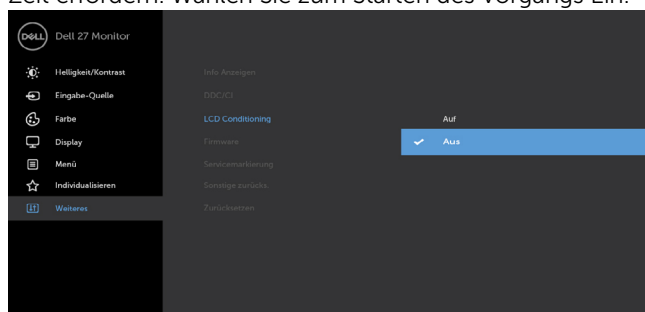 Zeit erfordern. Wählen Sie zum Starten des Vorgangs Ein.
DELL
Dell 27 Monitor
Helligkeit/Kontrast
Eingabe-Quelle
Farbe
Display
Menü
Individualisieren
Weiteres
Info Anzeigen
DDC/CI
LCD Conditioning
Firmware
Servicemarkierung
Sonstige zurücks.
Zurücksetzen
Auf
Aus